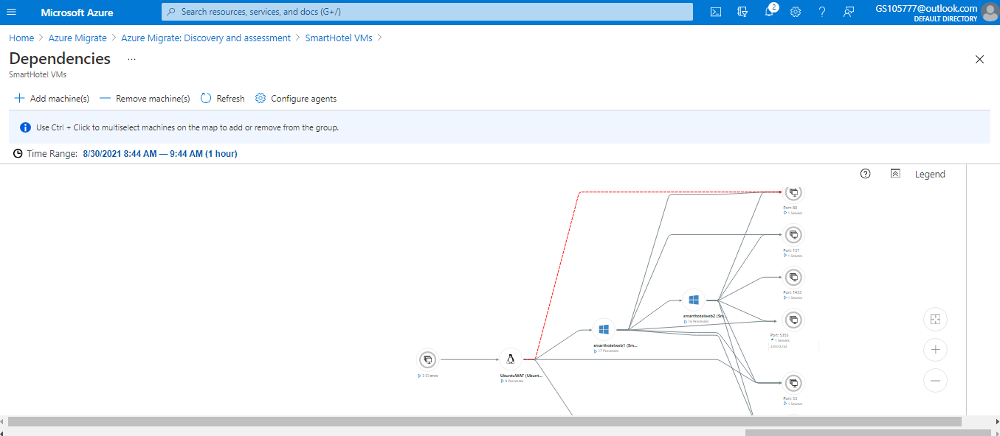 Microsoft Azure
Search resources, services, and docs (G+/)
2
GS105777@outlook.com
DEFAULT DIRECTORY
Home > Azure Migrate > Azure Migrate: Discovery and assessment > SmartHotel VMs >
Dependencies ...
SmartHotel VMs
Add machine(s)
Remove machine(s)
Refresh
Configure agents
Use Ctrl + Click to multiselect machines on the map to add or remove from the group.
Time Range: 8/30/2021 8:44 AM — 9:44 AM (1 hour)
Legend
Port: 80
1 Servers
Port: 137
1 Servers
Port: 1433
1 Servers
smarthotelweb2 (Sm...
16 Processes
Port: 5355
1 Servers
224.0.0.252
smarthotelweb1 (Sm...
17 Processes
3 Clients
UbuntuWAF (Ubunt...
9 Processes
Port: 53
1 Servers